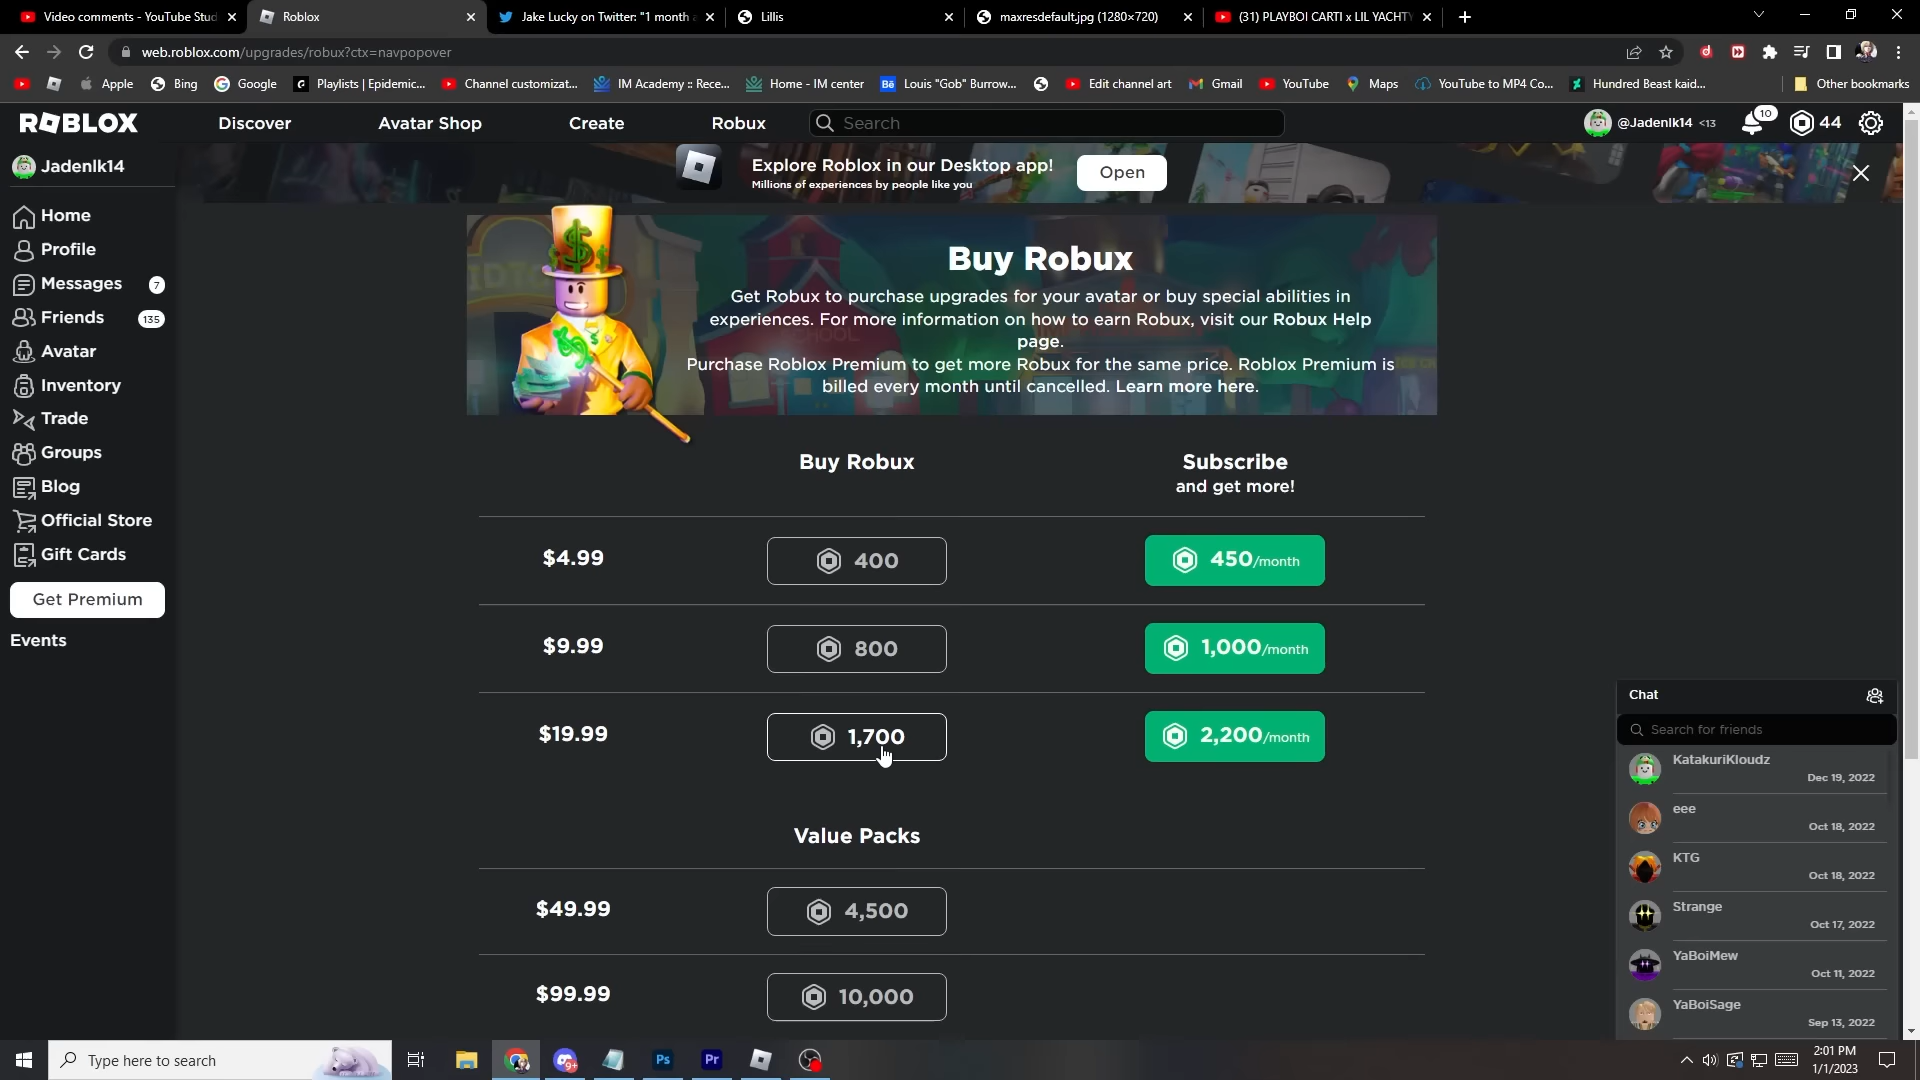 Video comments - YouTube Stud
Roblox
Jake Lucky on Twitter: "1 month a
Lillis
maxresdefault.jpg (1280×720)
(31) PLAYBOI CARTI x LIL YACHTY
web.roblox.com/upgrades/robux?ctx=navpopover
Apple
Bing
Google
Playlists | Epidemic...
Channel customizat...
IM Academy :: Rece...
Home - IM center
Louis "Gob" Burrow...
Edit channel art
Gmail
YouTube
Maps
YouTube to MP4 Co...
Hundred Beast kaid...
Other bookmarks
ROBLOX
Discover
Avatar Shop
Create
Robux
Search
@Jadenlk14 <13
10
44
Jadenlk14
Explore Roblox in our Desktop app!
Millions of experiences by people like you
Open
Home
Profile
Messages 7
Friends 135
Avatar
Inventory
Trade
Groups
Blog
Official Store
Gift Cards
Get Premium
Events
Buy Robux
Get Robux to purchase upgrades for your avatar or buy special abilities in
experiences. For more information on how to earn Robux, visit our Robux Help
page.
Purchase Roblox Premium to get more Robux for the same price. Roblox Premium is
billed every month until cancelled. Learn more here.
Buy Robux
Subscribe
and get more!
$4.99 400 450/month
$9.99 800 1,000/month
$19.99 1,700 2,200/month
Value Packs
$49.99 4,500
$99.99 10,000
Chat
Search for friends
KatakuriKloudz
Dec 19, 2022
eee
Oct 18, 2022
KTG
Oct 18, 2022
Strange
Oct 17, 2022
YaBoiMew
Oct 11, 2022
YaBoiSage
Sep 13, 2022
Type here to search
9+
Ps
Pr
2:01 PM
1/1/2023